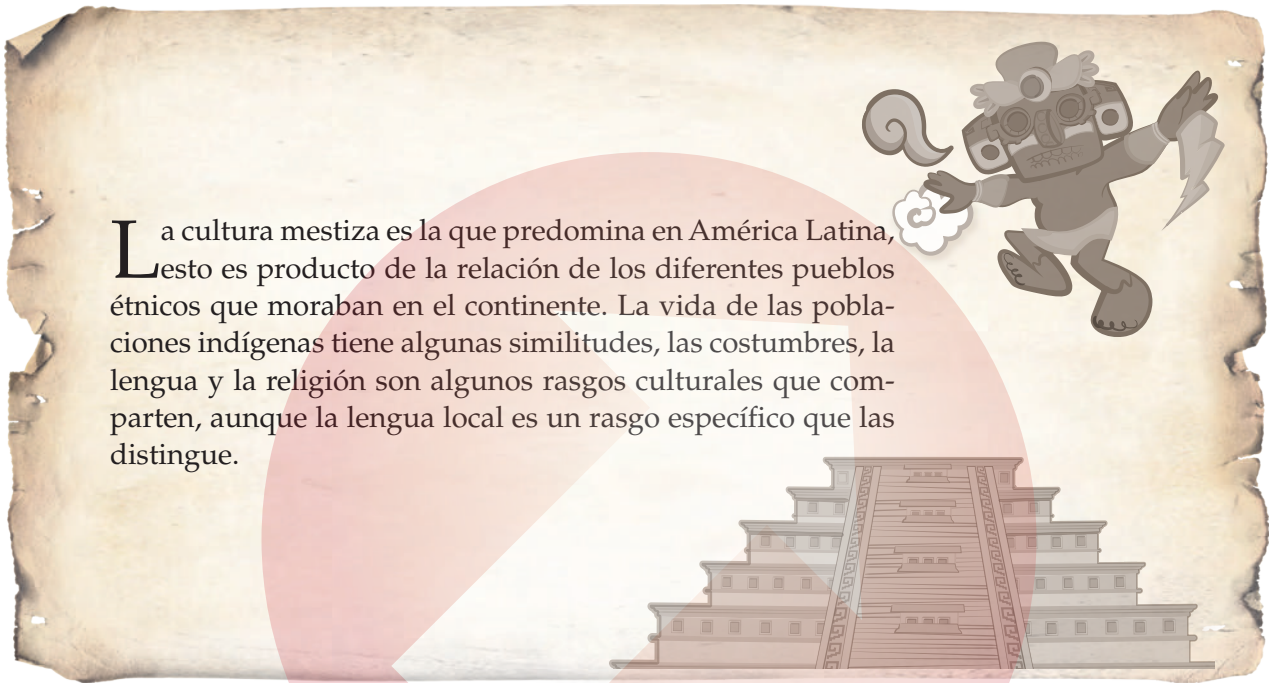 La cultura mestiza es la que predomina en América Latina,
esto es producto de la relación de los diferentes pueblos
étnicos que moraban en el continente. La vida de las pobla-
ciones indígenas tiene algunas similitudes, las costumbres, la
lengua y la religión son algunos rasgos culturales que com-
parten, aunque la lengua local es un rasgo específico que las
distingue.